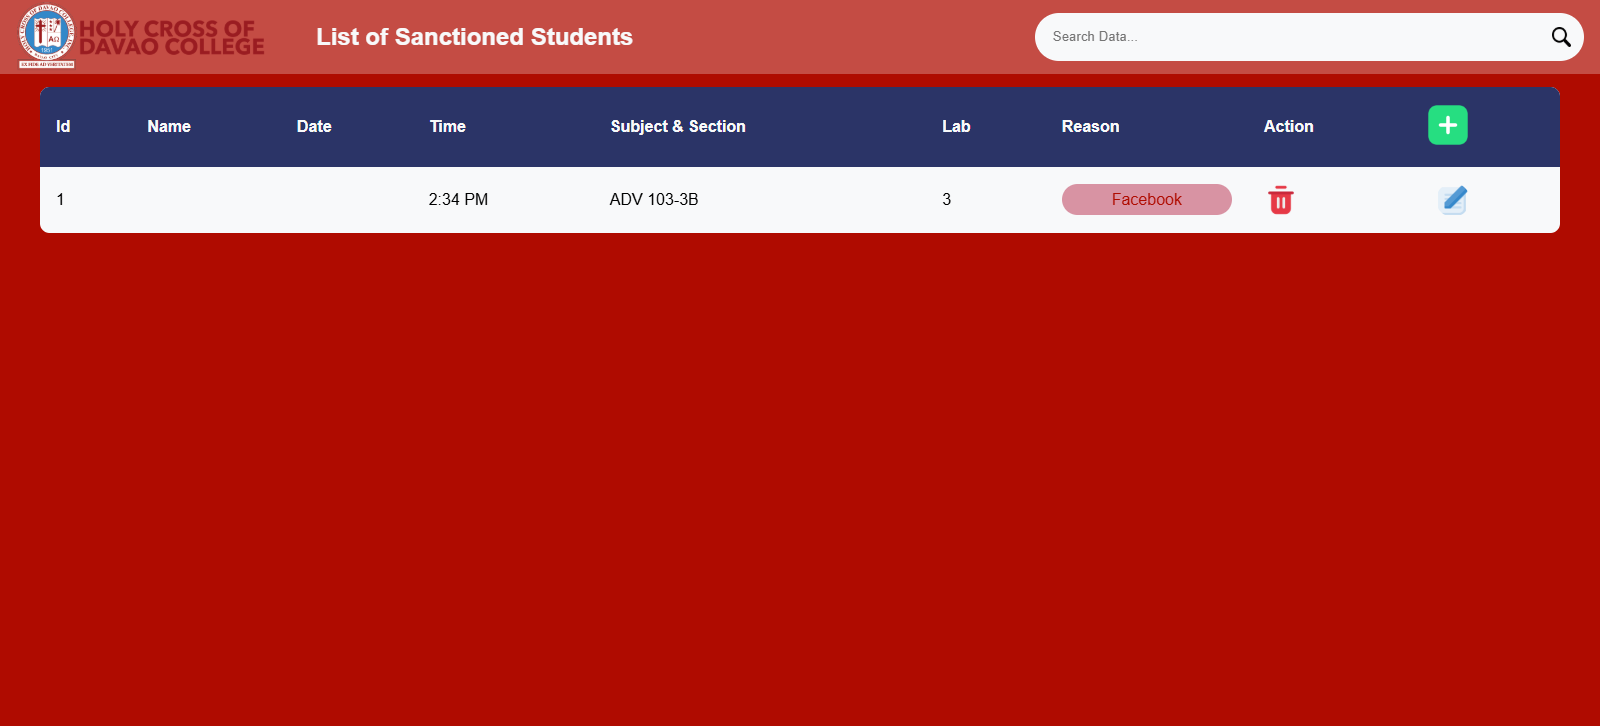 HOLY CROSS OF
DAVAO COLLEGE
List of Sanctioned Students
Search Data...
Id Name Date Time Subject & Section Lab Reason Action
1 2:34 PM ADV 103-3B 3 Facebook